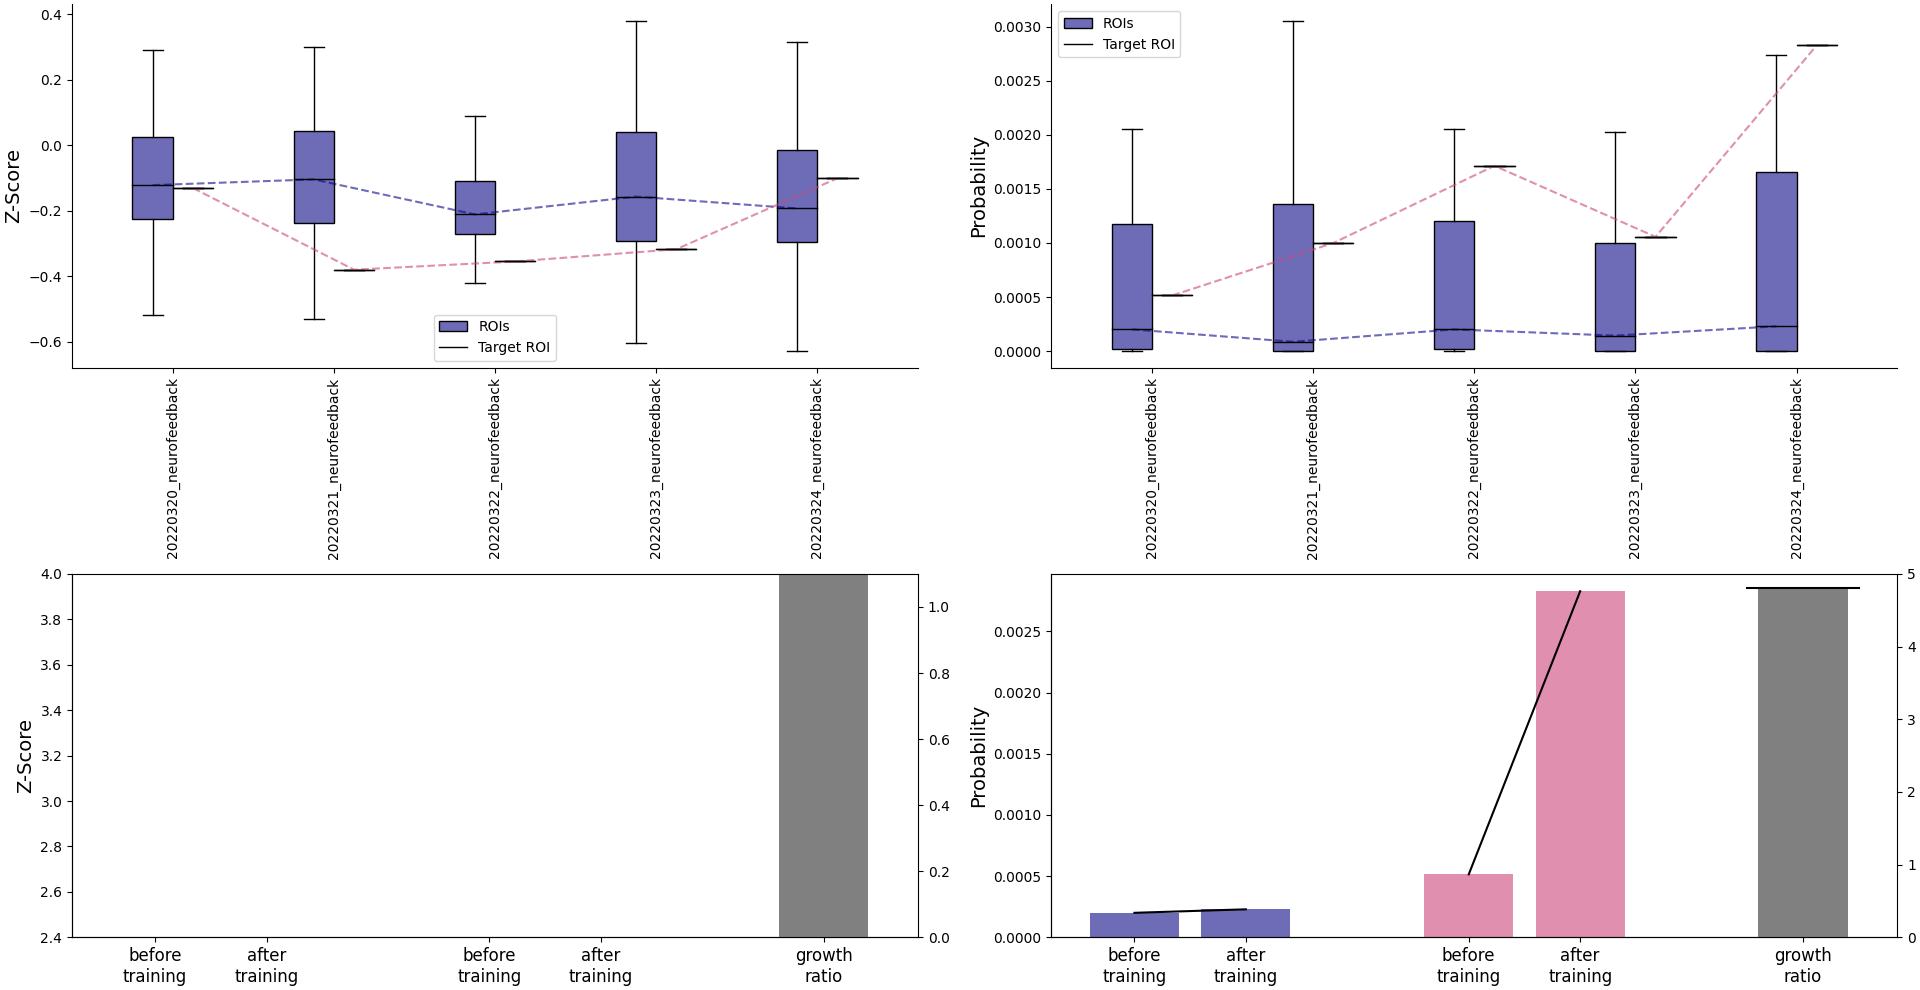 0.4
0.2
0.0
−0.2
−0.4
−0.6
Z-Score
ROIs
Target ROI
20220320_neurofeedback
20220321_neurofeedback
20220322_neurofeedback
20220323_neurofeedback
20220324_neurofeedback
0.0030
0.0025
0.0020
0.0015
0.0010
0.0005
0.0000
Probability
ROIs
Target ROI
20220320_neurofeedback
20220321_neurofeedback
20220322_neurofeedback
20220323_neurofeedback
20220324_neurofeedback
4.0
3.8
3.6
3.4
3.2
3.0
2.8
2.6
2.4
Z-Score
1.0
0.8
0.6
0.4
0.2
0.0
before
training
after
training
before
training
after
training
growth
ratio
0.0025
0.0020
0.0015
0.0010
0.0005
0.0000
Probability
5
4
3
2
1
0
before
training
after
training
before
training
after
training
growth
ratio